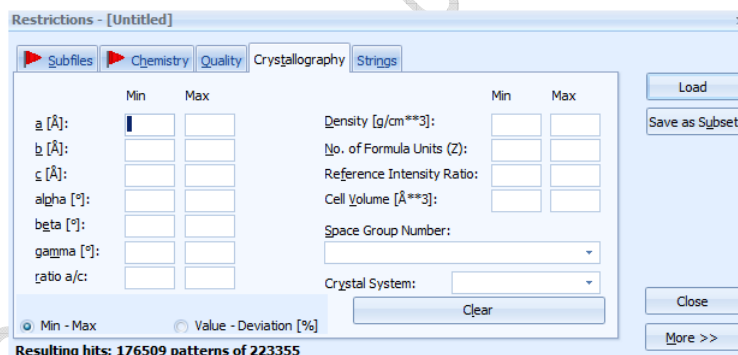 Restrictions - [Untitled]
Subfiles Chemistry Quality Crystallography Strings
Min Max Min Max
a [Å]: Density [g/cm**3]:
b [Å]: No. of Formula Units (Z):
c [Å]: Reference Intensity Ratio:
alpha [°]: Cell Volume [Å**3]:
beta [°]: Space Group Number:
gamma [°]:
ratio a/c: Crystal System:
Min - Max Value - Deviation [%] Clear
Resulting hits: 176509 patterns of 223355
Load
Save as Subset
Close
More >>